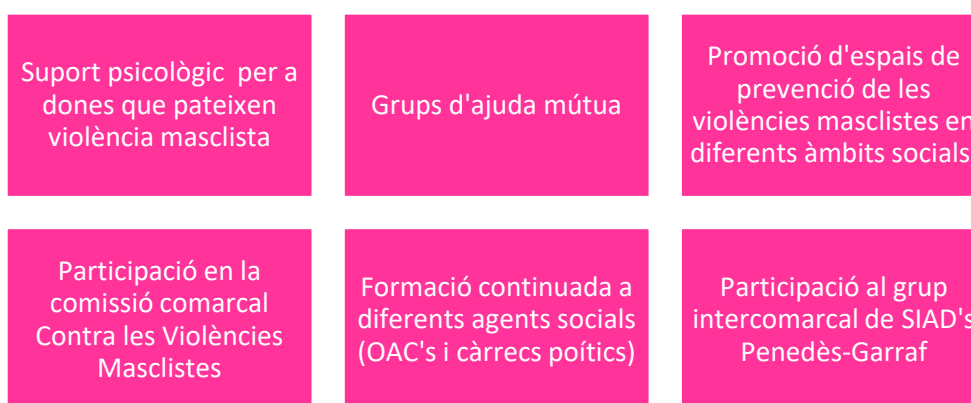 Suport psicològic  per a
dones que pateixen
violència masclista
Grups d'ajuda mútua
Promoció d'espais de
prevenció de les
violències masclistes en
diferents àmbits socials
Participació en la
comissió comarcal
Contra les Violències
Masclistes
Formació continuada a
diferents agents socials
(OAC's i càrrecs poítics)
Participació al grup
intercomarcal de SIAD's
Penedès-Garraf